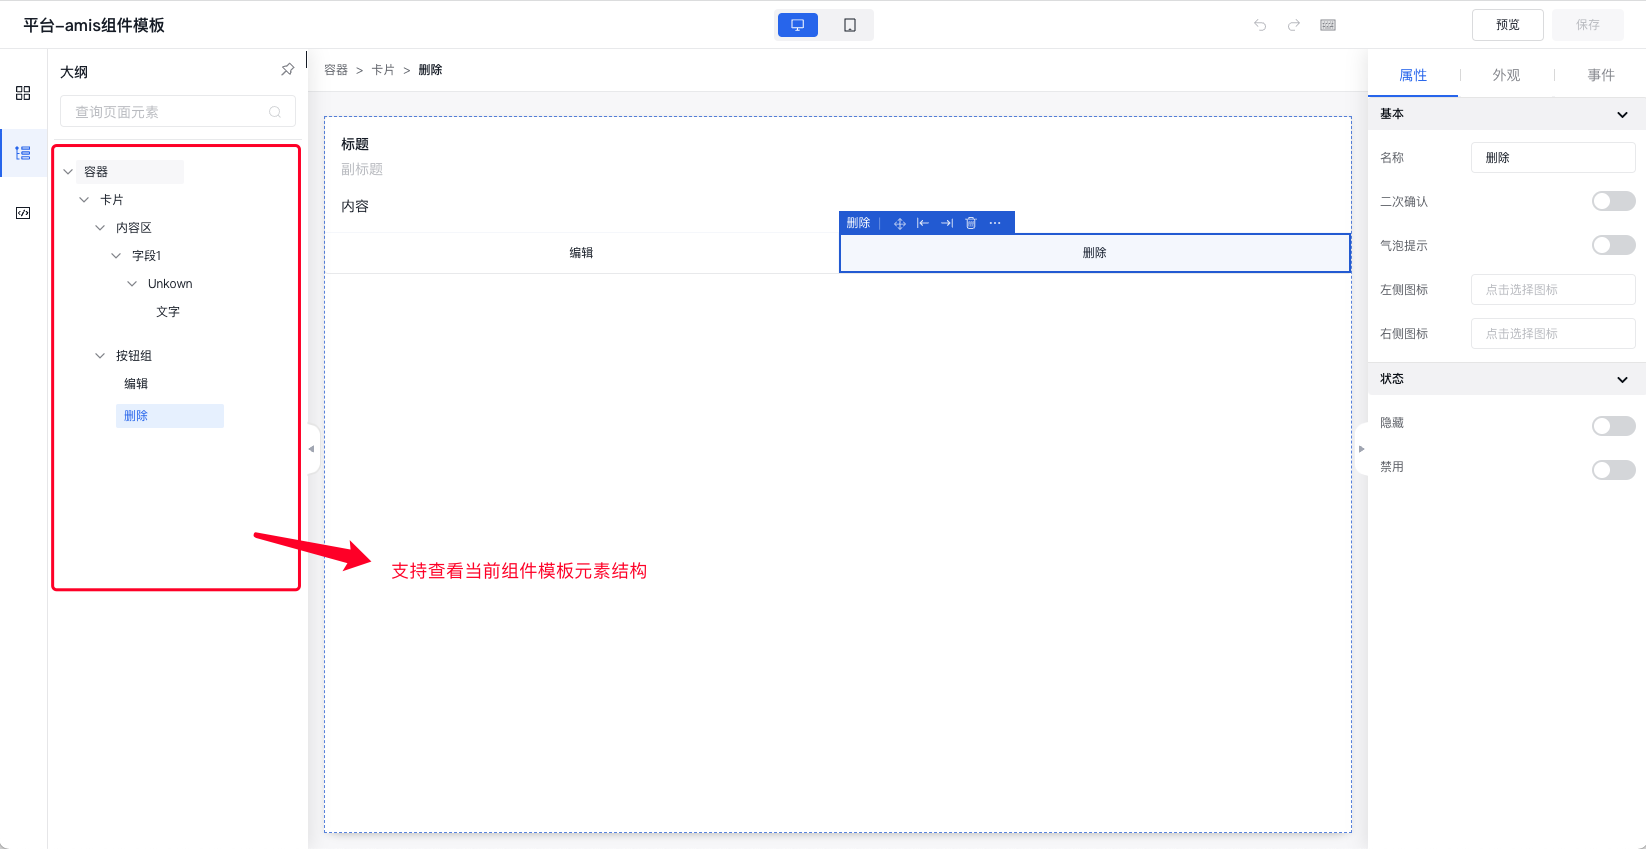 平台-amis组件模板
预览
保存
大纲
查询页面元素
容器
卡片
内容区
字段1
Unkown
文字
按钮组
编辑
删除
容器 > 卡片 > 删除
标题
副标题
内容
删除
编辑
删除
支持查看当前组件模板元素结构
属性
外观
事件
基本
名称
删除
二次确认
气泡提示
左侧图标
点击选择图标
右侧图标
点击选择图标
状态
隐藏
禁用